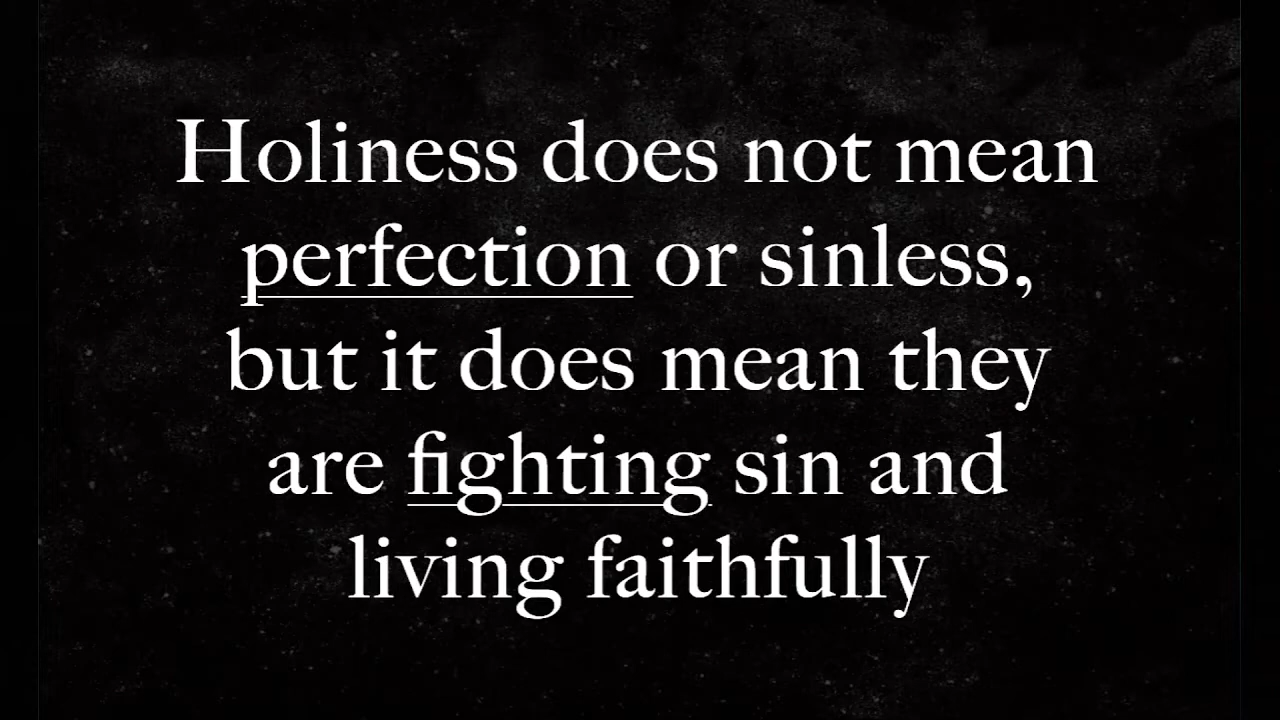 Holiness does not mean
perfection or sinless,
but it does mean they
are fighting sin and
living faithfully